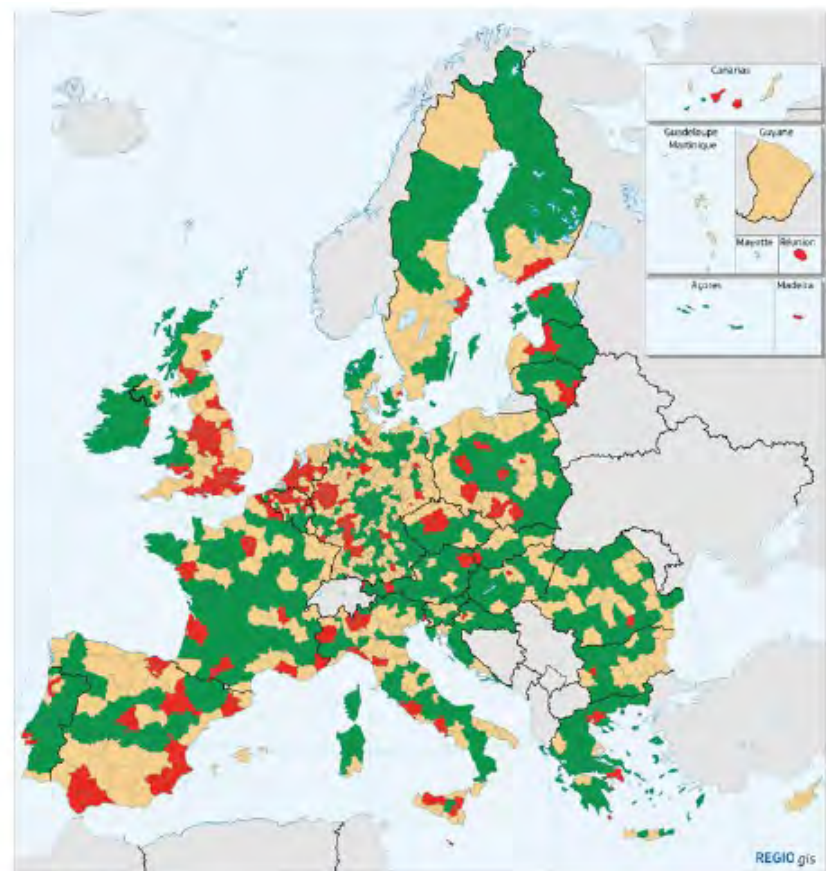 Canarias
Guadeloupe
Martinique
Guyane
Mayotte
Réunion
Açores
Madeira
REGIO gis